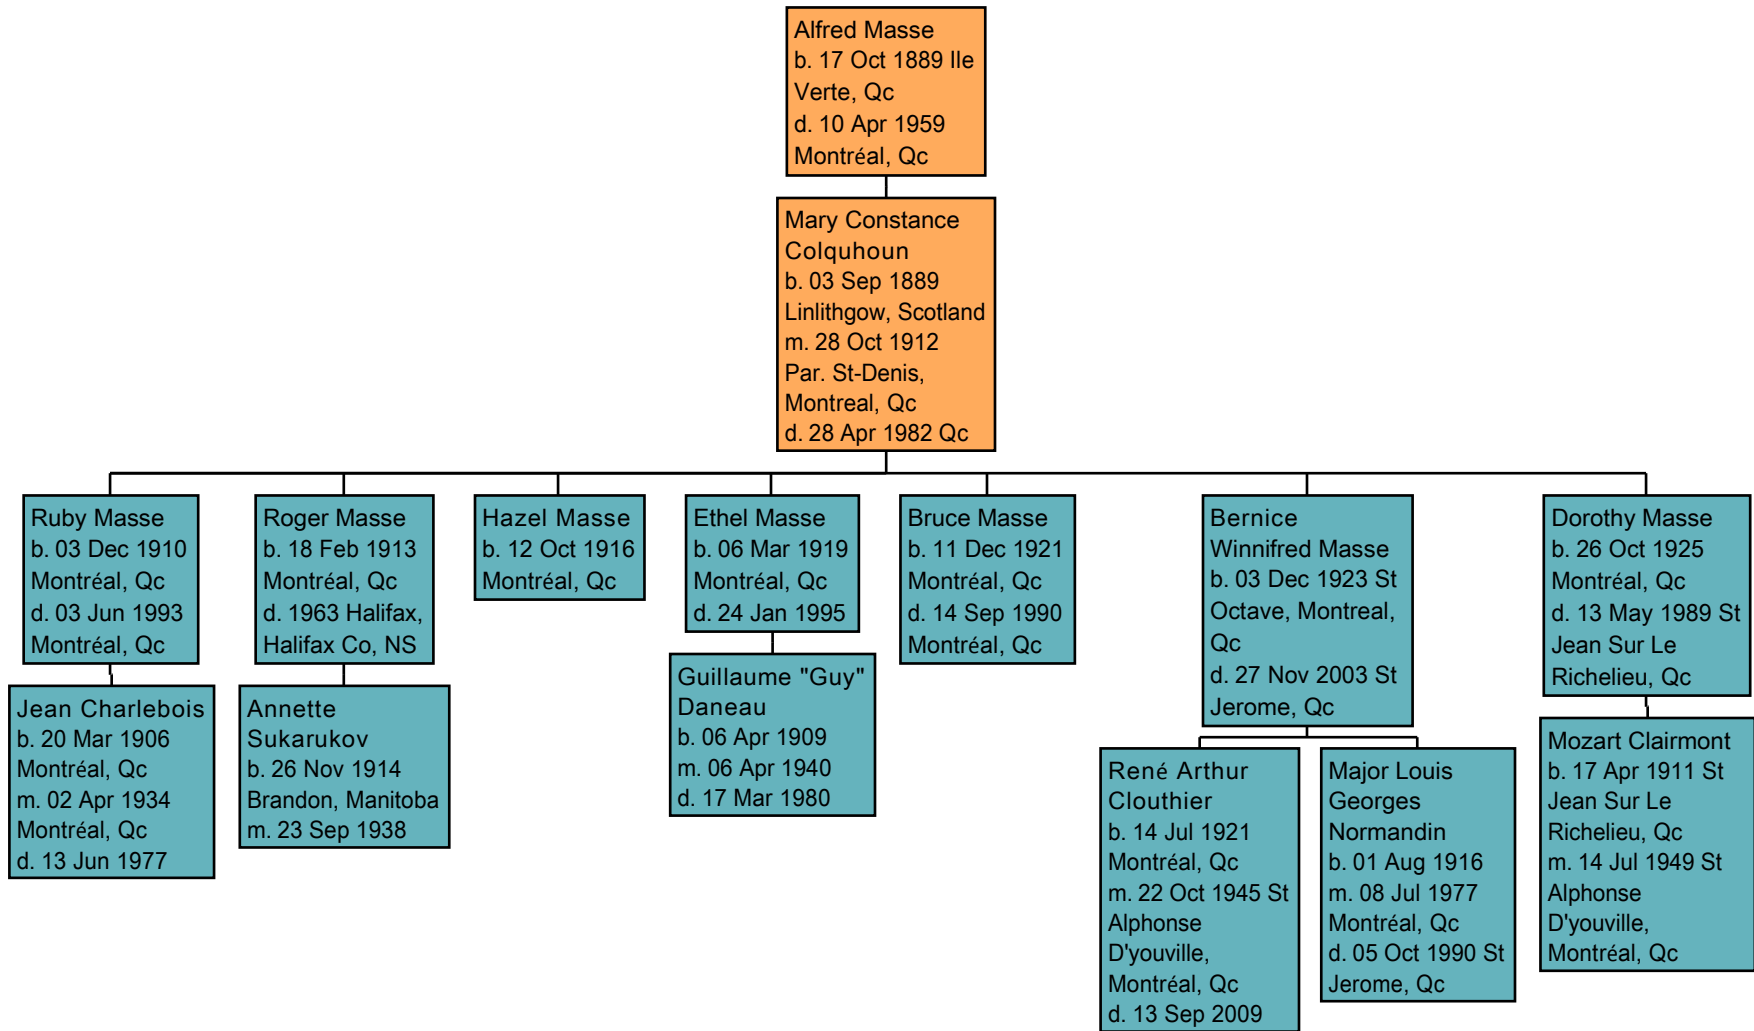 Alfred Masse
b. 17 Oct 1889 Ile
Verte, Qc
d. 10 Apr 1959
Montréal, Qc
Mary Constance
Colquhoun
b. 03 Sep 1889
Linlithgow, Scotland
m. 28 Oct 1912
Par. St-Denis,
Montreal, Qc
d. 28 Apr 1982 Qc
Ruby Masse
b. 03 Dec 1910
Montréal, Qc
d. 03 Jun 1993
Montréal, Qc
Jean Charlebois
b. 20 Mar 1906
Montréal, Qc
m. 02 Apr 1934
Montréal, Qc
d. 13 Jun 1977
Roger Masse
b. 18 Feb 1913
Montréal, Qc
d. 1963 Halifax,
Halifax Co, NS
Annette
Sukarukov
b. 26 Nov 1914
Brandon, Manitoba
m. 23 Sep 1938
Hazel Masse
b. 12 Oct 1916
Montréal, Qc
Ethel Masse
b. 06 Mar 1919
Montréal, Qc
d. 24 Jan 1995
Guillaume "Guy"
Daneau
b. 06 Apr 1909
m. 06 Apr 1940
d. 17 Mar 1980
Bruce Masse
b. 11 Dec 1921
Montréal, Qc
d. 14 Sep 1990
Montréal, Qc
Bernice
Winnifred Masse
b. 03 Dec 1923 St
Octave, Montreal,
Qc
d. 27 Nov 2003 St
Jerome, Qc
René Arthur
Clouthier
b. 14 Jul 1921
Montréal, Qc
m. 22 Oct 1945 St
Alphonse
D'youville,
Montréal, Qc
d. 13 Sep 2009
Major Louis
Georges
Normandin
b. 01 Aug 1916
m. 08 Jul 1977
Montréal, Qc
d. 05 Oct 1990 St
Jerome, Qc
Dorothy Masse
b. 26 Oct 1925
Montréal, Qc
d. 13 May 1989 St
Jean Sur Le
Richelieu, Qc
Mozart Clairmont
b. 17 Apr 1911 St
Jean Sur Le
Richelieu, Qc
m. 14 Jul 1949 St
Alphonse
D'youville,
Montréal, Qc